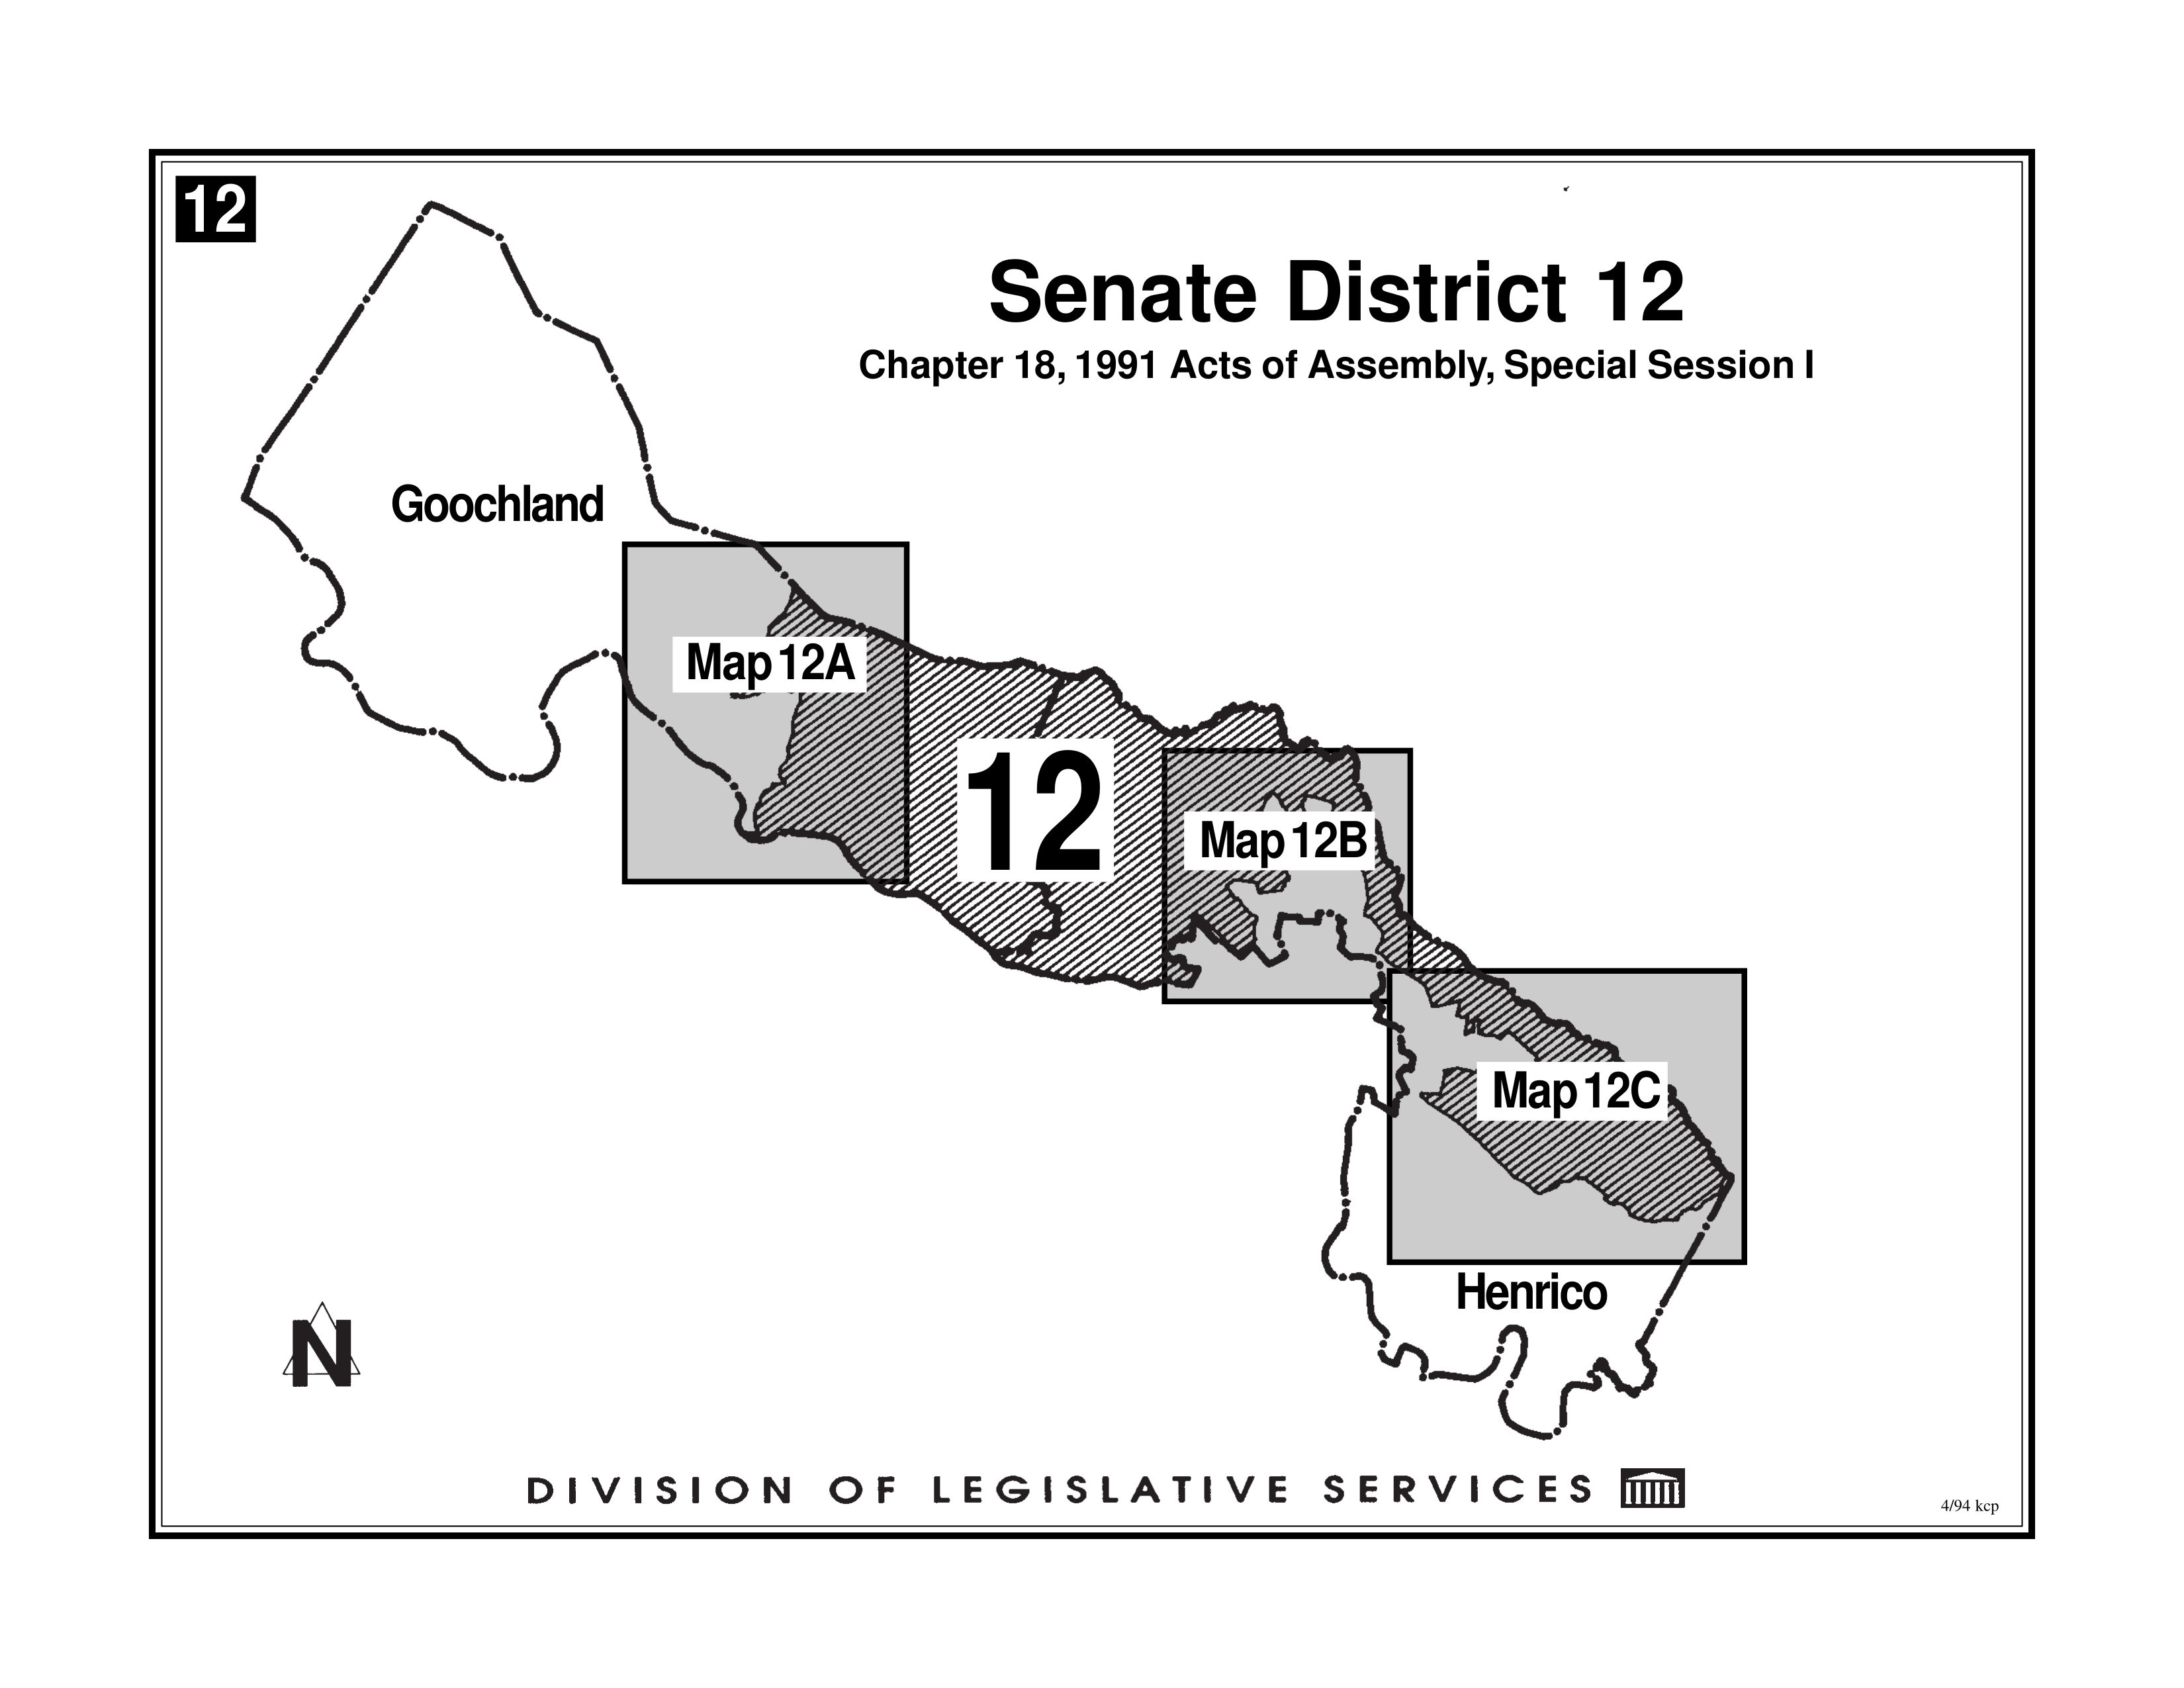 12
Senate District 12
Chapter 18, 1991 Acts of Assembly, Special Session I
Goochland
Map 12A
12
Map 12B
Map 12C
Henrico
N
DIVISION OF LEGISLATIVE SERVICES
4/94 kcp